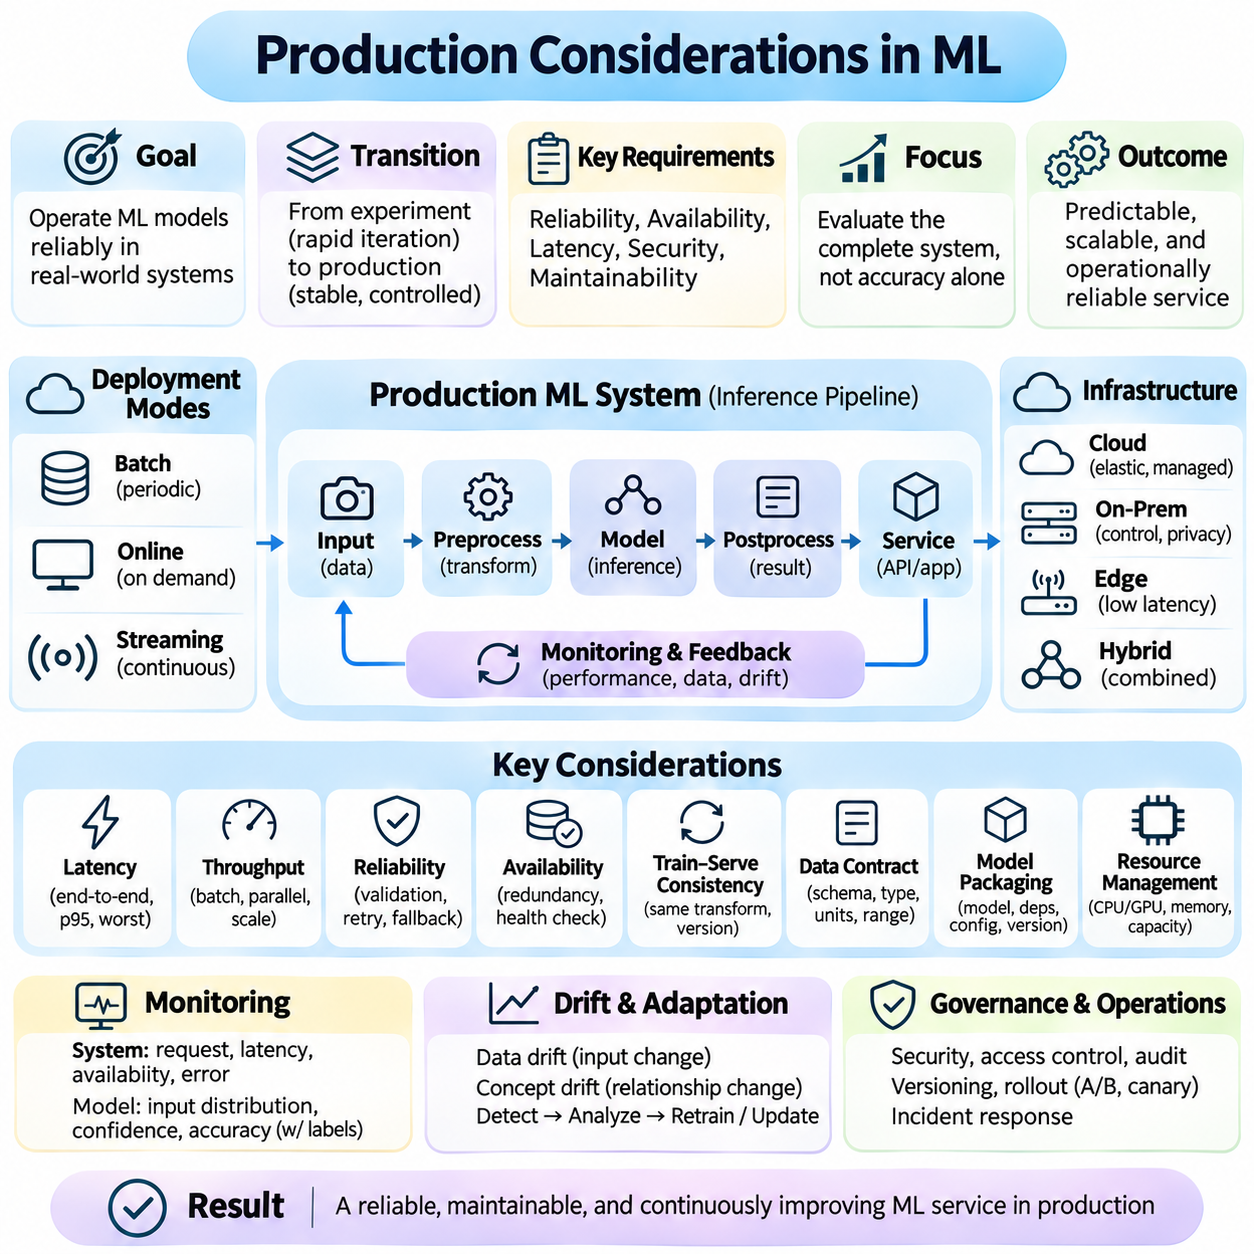 Production Considerations in ML
Goal
Operate ML models
reliably in
real-world systems
Transition
From experiment
(rapid iteration)
to production
(stable, controlled)
Key Requirements
Reliability, Availability,
Latency, Security,
Maintainability
Focus
Evaluate the
complete system,
not accuracy alone
Outcome
Predictable,
scalable, and
operationally
reliable service
Deployment
Modes
Batch
(periodic)
Online
(on demand)
Streaming
(continuous)
Production ML System (Inference Pipeline)
Input
(data)
Preprocess
(transform)
Model
(inference)
Postprocess
(result)
Service
(API/app)
Monitoring & Feedback
(performance, data, drift)
Infrastructure
Cloud
(elastic, managed)
On-Prem
(control, privacy)
Edge
(low latency)
Hybrid
(combined)
Key Considerations
Latency
(end-to-end,
p95, worst)
Throughput
(batch, parallel,
scale)
Reliability
(validation,
retry, fallback)
Availability
(redundancy,
health check)
Train–Serve
Consistency
(same transform,
version)
Data Contract
(schema, type,
units, range)
Model
Packaging
(model, deps,
config, version)
Resource
Management
(CPU/GPU, memory,
capacity)
Monitoring
System: request, latency,
availabiity, error
Model: input distribution,
confidence, accuracy (w/ labels)
Drift & Adaptation
Data drift (input change)
Concept drift (relationship change)
Detect → Analyze → Retrain / Update
Governance & Operations
Security, access control, audit
Versioning, rollout (A/B, canary)
Incident response
Result
A reliable, maintainable, and continuously improving ML service in production